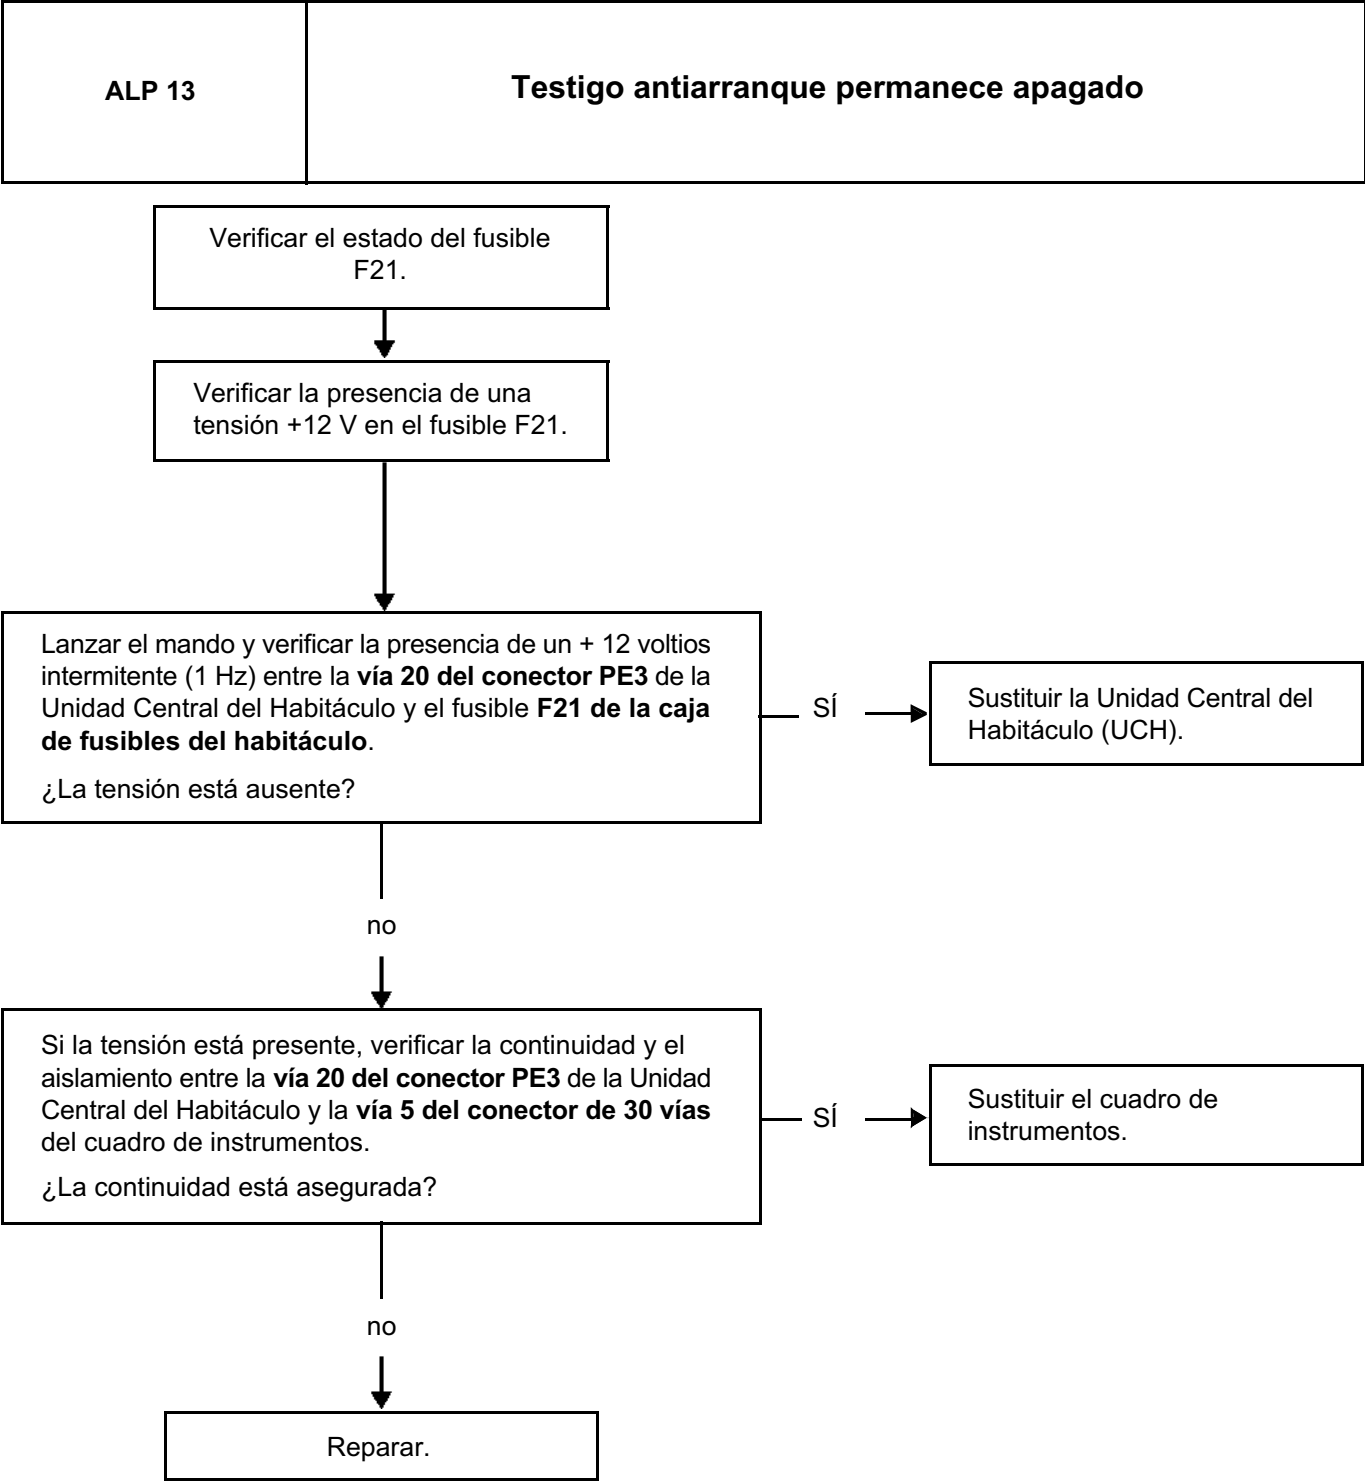 ALP 13
Testigo antiarranque permanece apagado
Verificar el estado del fusible
F21.
Verificar la presencia de una
tensión +12 V en el fusible F21.
Lanzar el mando y verificar la presencia de un + 12 voltios
intermitente (1 Hz) entre la vía 20 del conector PE3 de la
Unidad Central del Habitáculo y el fusible F21 de la caja
de fusibles del habitáculo.
¿La tensión está ausente?
SÍ
Sustituir la Unidad Central del
Habitáculo (UCH).
no
Si la tensión está presente, verificar la continuidad y el
aislamiento entre la vía 20 del conector PE3 de la Unidad
Central del Habitáculo y la vía 5 del conector de 30 vías
del cuadro de instrumentos.
¿La continuidad está asegurada?
SÍ
Sustituir el cuadro de
instrumentos.
no
Reparar.